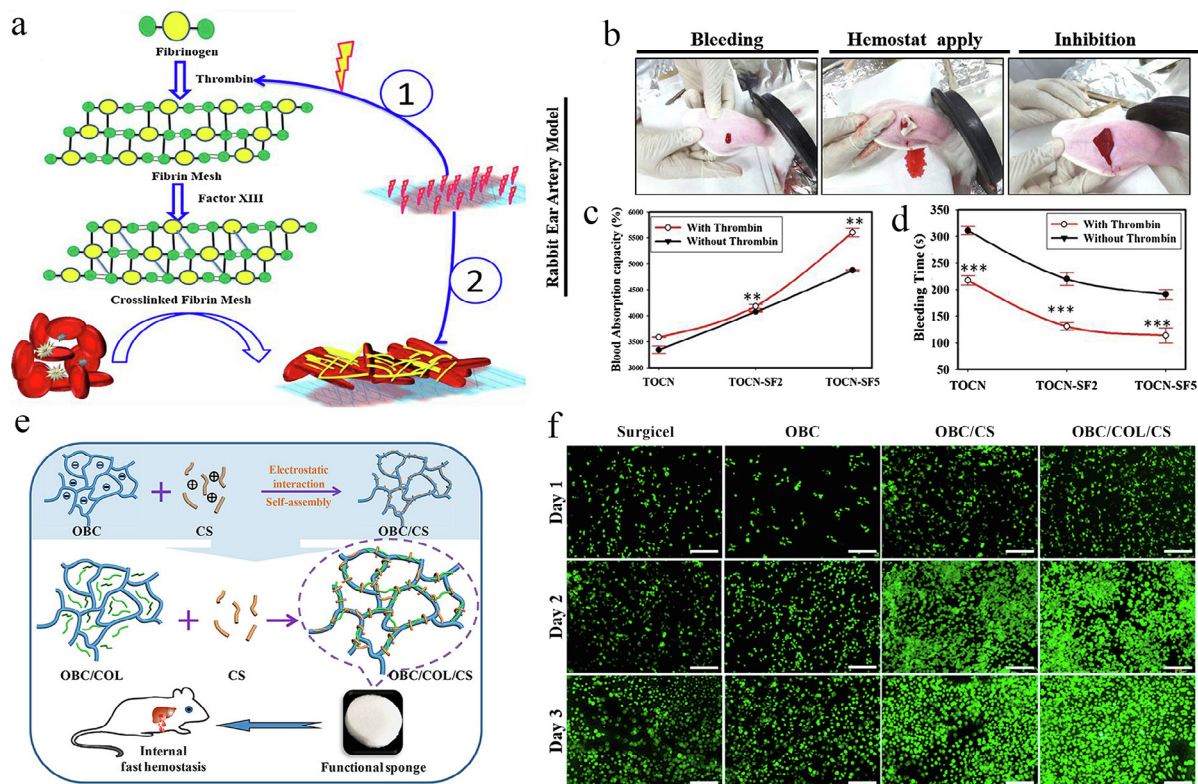 a
Fibrinogen
Thrombin
1
Fibrin Mesh
Factor XIII
2
Crosslinked Fibrin Mesh
b
Bleeding
Hemostat apply
Inhibition
Rabbit Ear Artery Model
c
Blood Absorption capacity (%)
6000
5500
5000
4500
4000
3500
3000
With Thrombin
Without Thrombin
**
**
TOCN
TOCN-SF2
TOCN-SF5
d
Bleeding Time (s)
350
300
250
200
150
100
50
With Thrombin
Without Thrombin
***
***
***
TOCN
TOCN-SF2
TOCN-SF5
e
OBC
+
CS
Electrostatic
interaction
Self-assembly
OBC/CS
OBC/COL
+
CS
OBC/COL/CS
Internal
fast hemostasis
Functional sponge
f
Surgicel
OBC
OBC/CS
OBC/COL/CS
Day 1
Day 2
Day 3